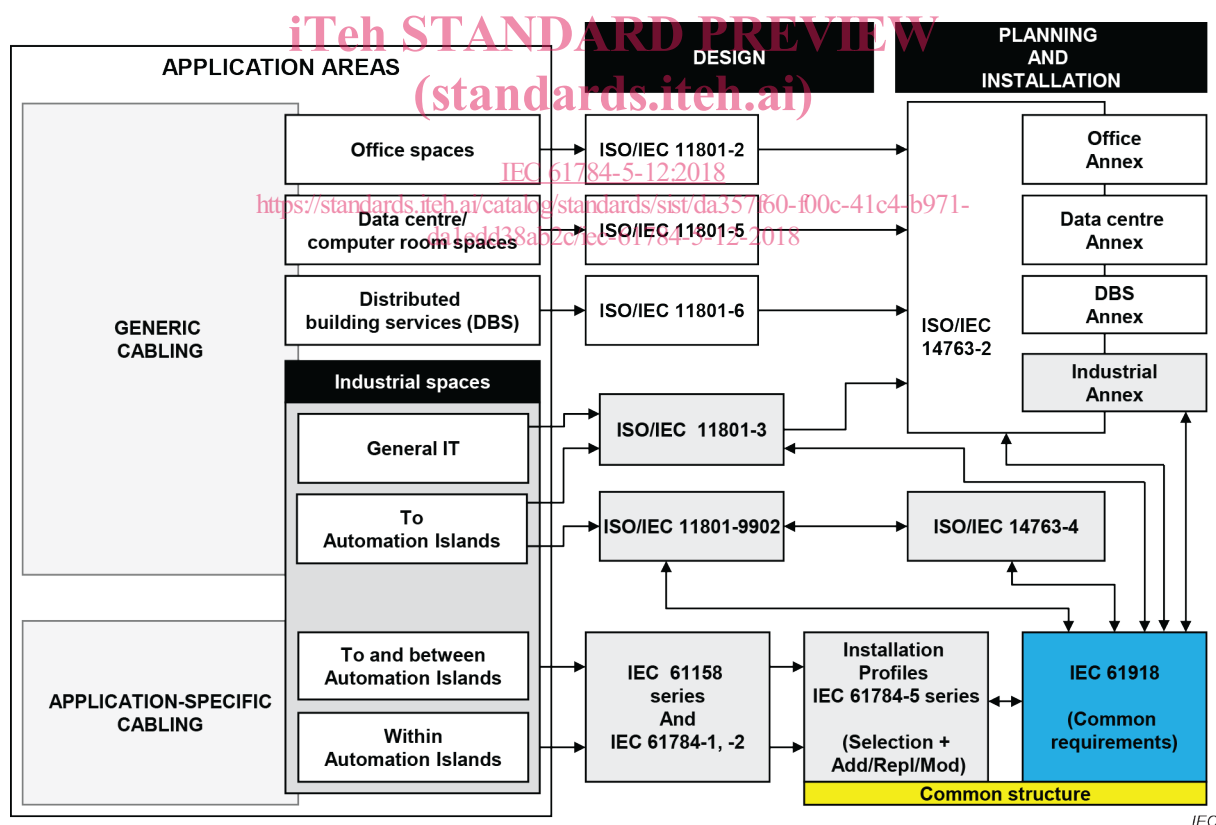 iTeh STANDARD PREVIEW
(standards.iteh.ai)
IEC 61784-5-12:2018
https://standards.iteh.ai/catalog/standards/sist/da357f60-f00c-41c4-b971-
da1edd38ab2c/iec-61784-5-12-2018
APPLICATION AREAS
DESIGN
PLANNING
AND
INSTALLATION
GENERIC
CABLING
Office spaces
ISO/IEC 11801-2
Office
Annex
Data centre/
computer room spaces
ISO/IEC 11801-5
Data centre
Annex
Distributed
building services (DBS)
ISO/IEC 11801-6
ISO/IEC
14763-2
DBS
Annex
Industrial spaces
Industrial
Annex
General IT
ISO/IEC 11801-3
To
Automation Islands
ISO/IEC 11801-9902
ISO/IEC 14763-4
APPLICATION-SPECIFIC
CABLING
To and between
Automation Islands
Within
Automation Islands
IEC 61158
series
And
IEC 61784-1, -2
Installation
Profiles
IEC 61784-5 series
(Selection +
Add/Repl/Mod)
IEC 61918
(Common
requirements)
Common structure
IEC